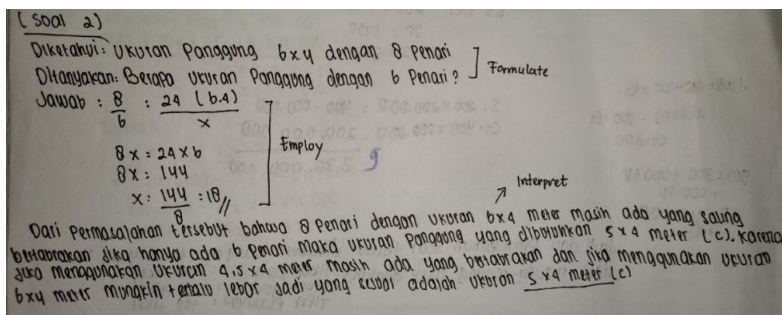 (Soal 2)
Diketahui: Ukuran Panggung 6x4 dengan 8 Penari
Ditanyakan: Berapa Ukuran Panggung dengan 6 Penari? ] Formulate
Jawab : 8/6 : 24 (6.4)/x
8x = 24 x 6
8x = 144
x = 144/8 = 18 //
Employ
9
Interpret
Dari Permasalahan tersebut bahwa 8 Penari dengan ukuran 6x4 meter masih ada yang saling
bertabrakan jika hanya ada 6 Penari maka ukuran Panggung yang dibutuhkan 5 x 4 meter (c). Karena
jika menggunakan ukuran 4,5 x 4 meter masih ada yang bertabrakan dan jika menggunakan ukuran
6x4 meter mungkin terlalu lebar jadi yang sesuai adalah ukuran 5 x 4 meter (c)